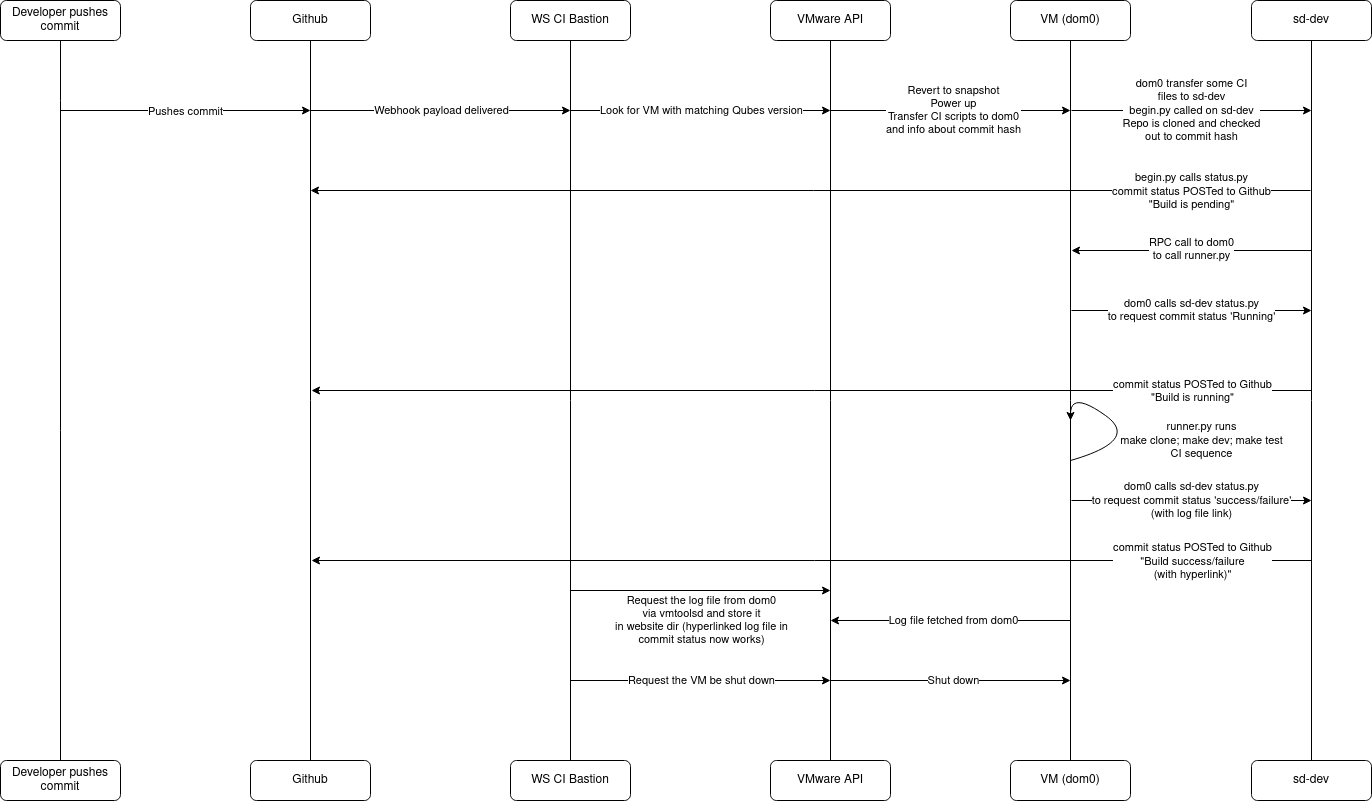 Developer pushes
commit
Github
WS CI Bastion
VMware API
VM (dom0)
sd-dev
Pushes commit
Webhook payload delivered
Look for VM with matching Qubes version
Revert to snapshot
Power up
Transfer CI scripts to dom0
and info about commit hash
dom0 transfer some CI
files to sd-dev
begin.py called on sd-dev
Repo is cloned and checked
out to commit hash
begin.py calls status.py
commit status POSTed to Github
"Build is pending"
RPC call to dom0
to call runner.py
dom0 calls sd-dev status.py
to request commit status 'Running'
commit status POSTed to Github
"Build is running"
runner.py runs
make clone; make dev; make test
CI sequence
dom0 calls sd-dev status.py
to request commit status 'success/failure'
(with log file link)
commit status POSTed to Github
"Build success/failure
(with hyperlink)"
Request the log file from dom0
via vmtoolsd and store it
in website dir (hyperlinked log file in
commit status now works)
Log file fetched from dom0
Request the VM be shut down
Shut down
Developer pushes
commit
Github
WS CI Bastion
VMware API
VM (dom0)
sd-dev